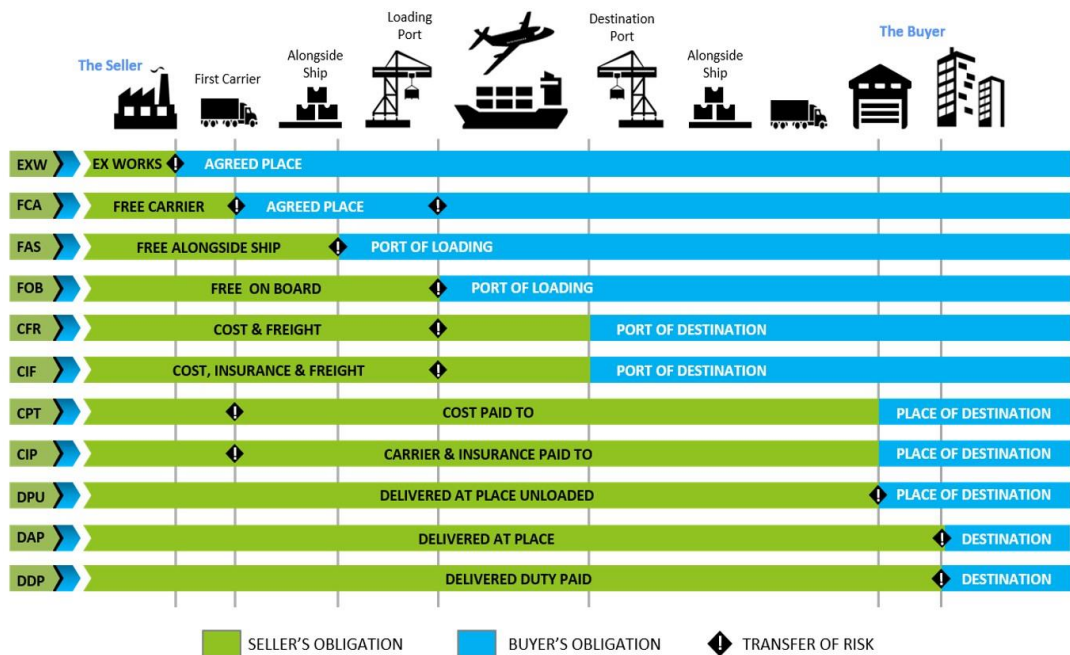 The Seller
First Carrier
Alongside
Ship
Loading
Port
Destination
Port
Alongside
Ship
The Buyer
EXW EX WORKS ! AGREED PLACE
FCA FREE CARRIER ! AGREED PLACE !
FAS FREE ALONGSIDE SHIP ! PORT OF LOADING
FOB FREE ON BOARD ! PORT OF LOADING
CFR COST & FREIGHT ! PORT OF DESTINATION
CIF COST, INSURANCE & FREIGHT ! PORT OF DESTINATION
CPT ! COST PAID TO PLACE OF DESTINATION
CIP ! CARRIER & INSURANCE PAID TO PLACE OF DESTINATION
DPU DELIVERED AT PLACE UNLOADED ! PLACE OF DESTINATION
DAP DELIVERED AT PLACE ! DESTINATION
DDP DELIVERED DUTY PAID ! DESTINATION
SELLER'S OBLIGATION BUYER'S OBLIGATION ! TRANSFER OF RISK